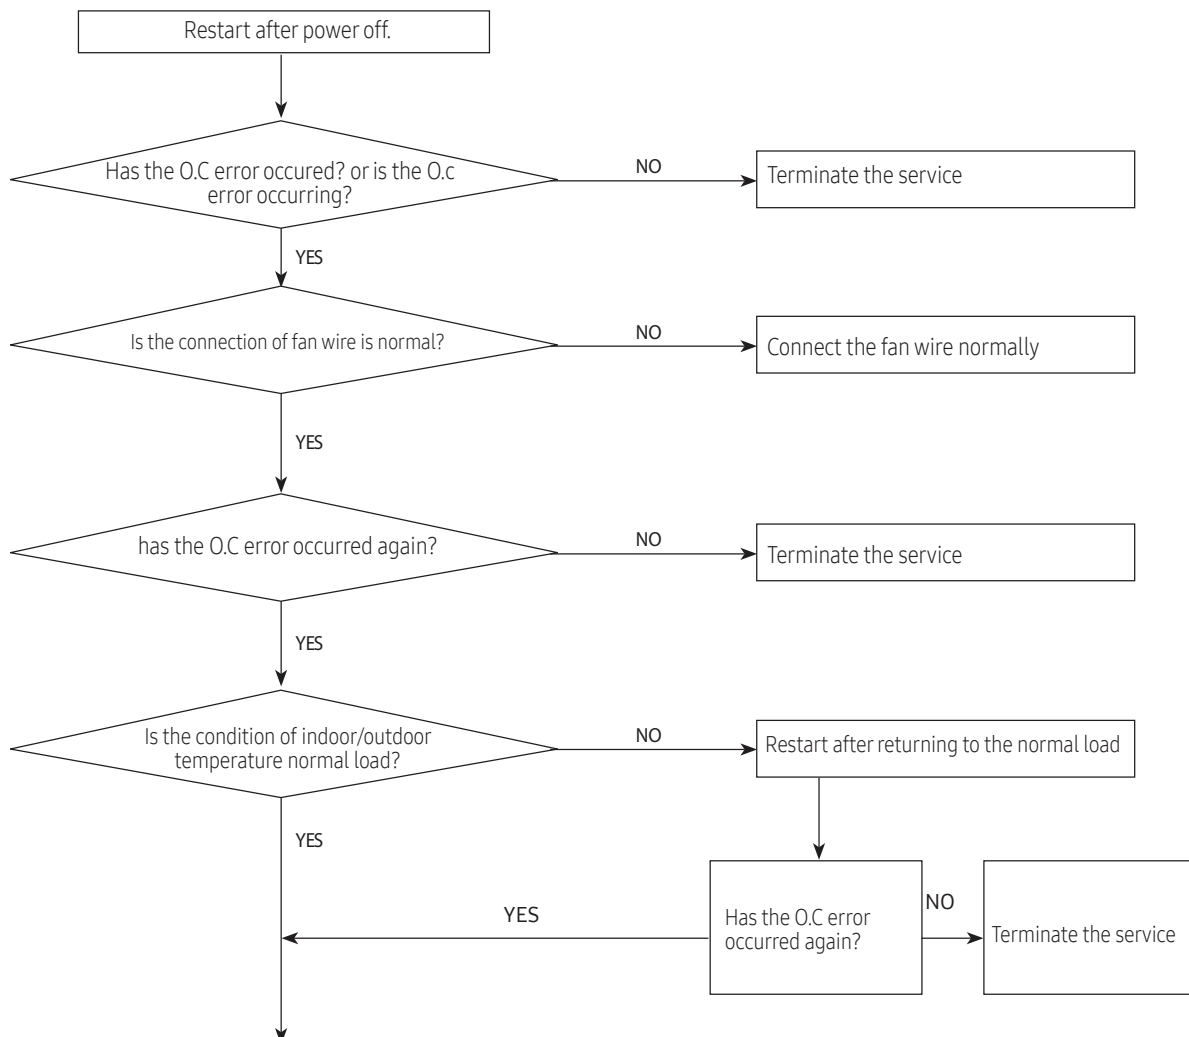 Restart after power off.
Has the O.C error occured? or is the O.c
error occurring?
NO
Terminate the service
YES
Is the connection of fan wire is normal?
NO
Connect the fan wire normally
YES
has the O.C error occurred again?
NO
Terminate the service
YES
Is the condition of indoor/outdoor
temperature normal load?
NO
Restart after returning to the normal load
YES
YES
Has the O.C error
occurred again?
NO
Terminate the service